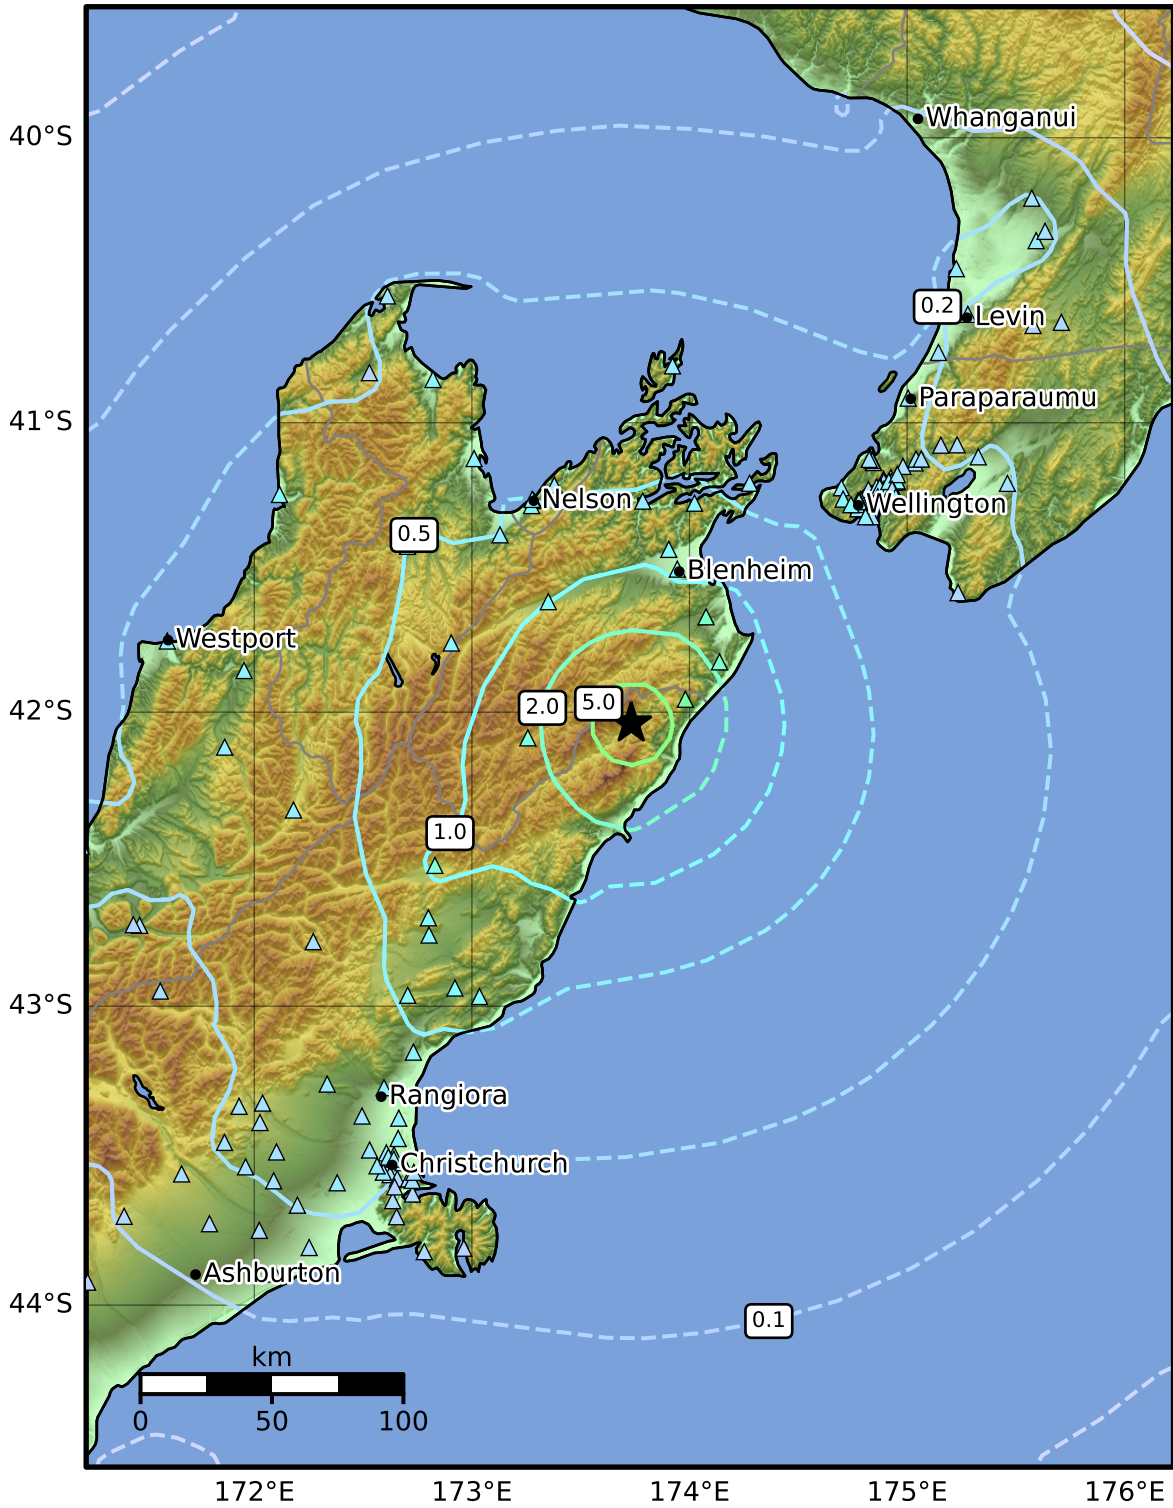 40°S
Whanganui
0.2
Levin
Paraparaumu
41°S
Nelson
Wellington
0.5
Blenheim
Westport
42°S
2.0
5.0
1.0
43°S
Rangiora
Christchurch
Ashburton
44°S
0.1
km
0
50
100
172°E
173°E
174°E
175°E
176°E